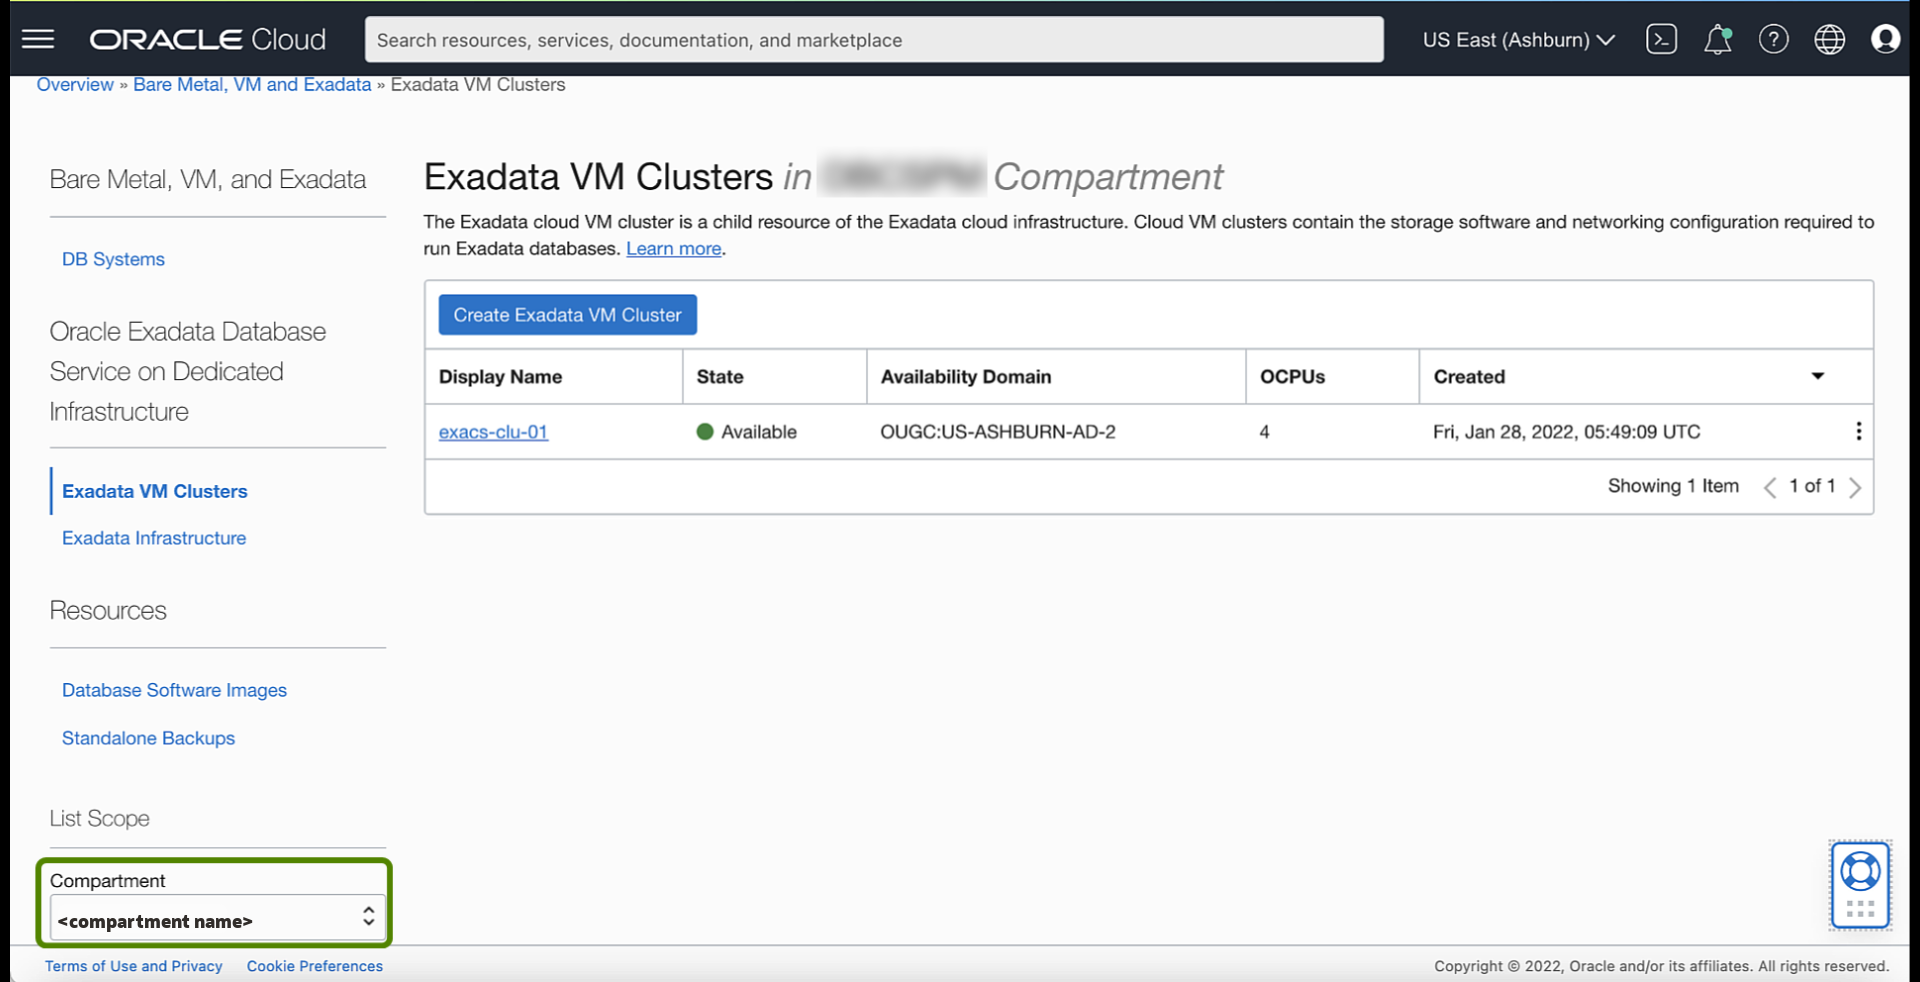 ORACLE Cloud
Search resources, services, documentation, and marketplace
US East (Ashburn)
Overview » Bare Metal, VM and Exadata » Exadata VM Clusters
Bare Metal, VM, and Exadata
DB Systems
Oracle Exadata Database
Service on Dedicated
Infrastructure
Exadata VM Clusters
Exadata Infrastructure
Resources
Database Software Images
Standalone Backups
List Scope
Compartment
<compartment name>
Exadata VM Clusters in Compartment
The Exadata cloud VM cluster is a child resource of the Exadata cloud infrastructure. Cloud VM clusters contain the storage software and networking configuration required to
run Exadata databases. Learn more.
Create Exadata VM Cluster
Display Name State Availability Domain OCPUs Created
exacs-clu-01 Available OUGC:US-ASHBURN-AD-2 4 Fri, Jan 28, 2022, 05:49:09 UTC
Showing 1 Item 1 of 1
Terms of Use and Privacy Cookie Preferences
Copyright © 2022, Oracle and/or its affiliates. All rights reserved.